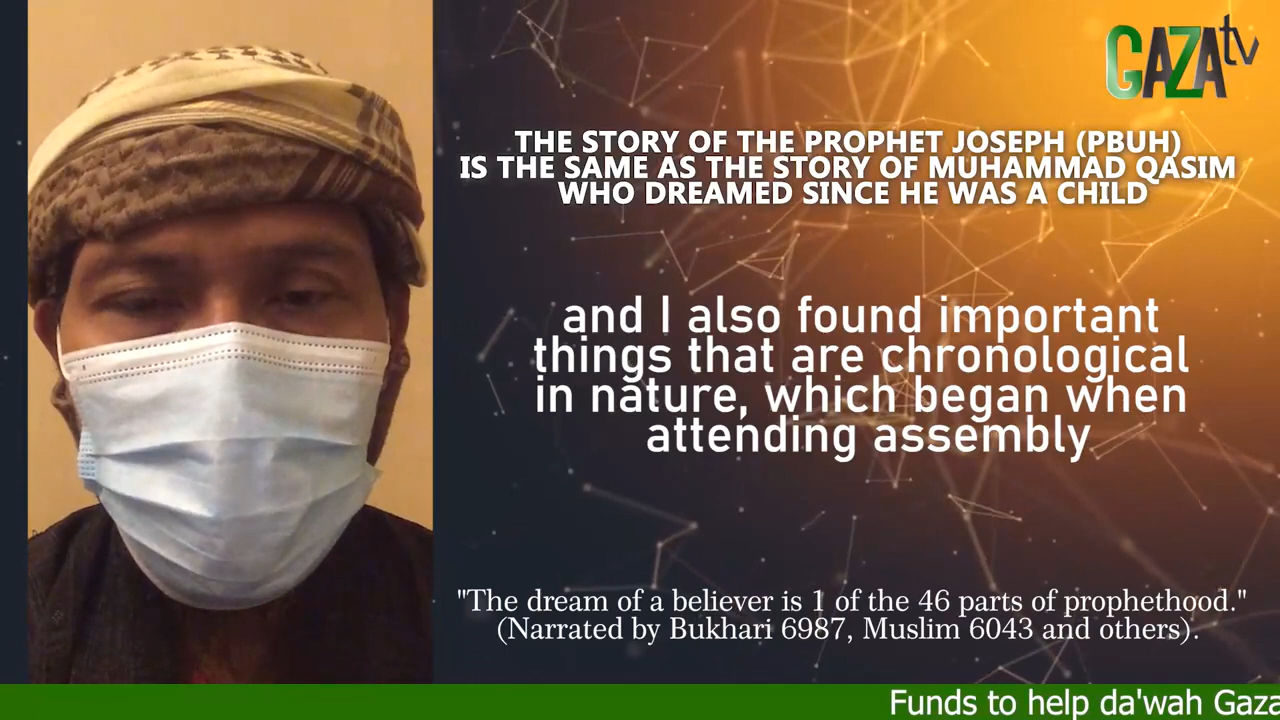 GAZAtv
THE STORY OF THE PROPHET JOSEPH (PBUH)
IS THE SAME AS THE STORY OF MUHAMMAD QASIM
WHO DREAMED SINCE HE WAS A CHILD
and I also found important
things that are chronological
in nature, which began when
attending assembly
"The dream of a believer is 1 of the 46 parts of prophethood."
(Narrated by Bukhari 6987, Muslim 6043 and others).
Funds to help da'wah Gaza